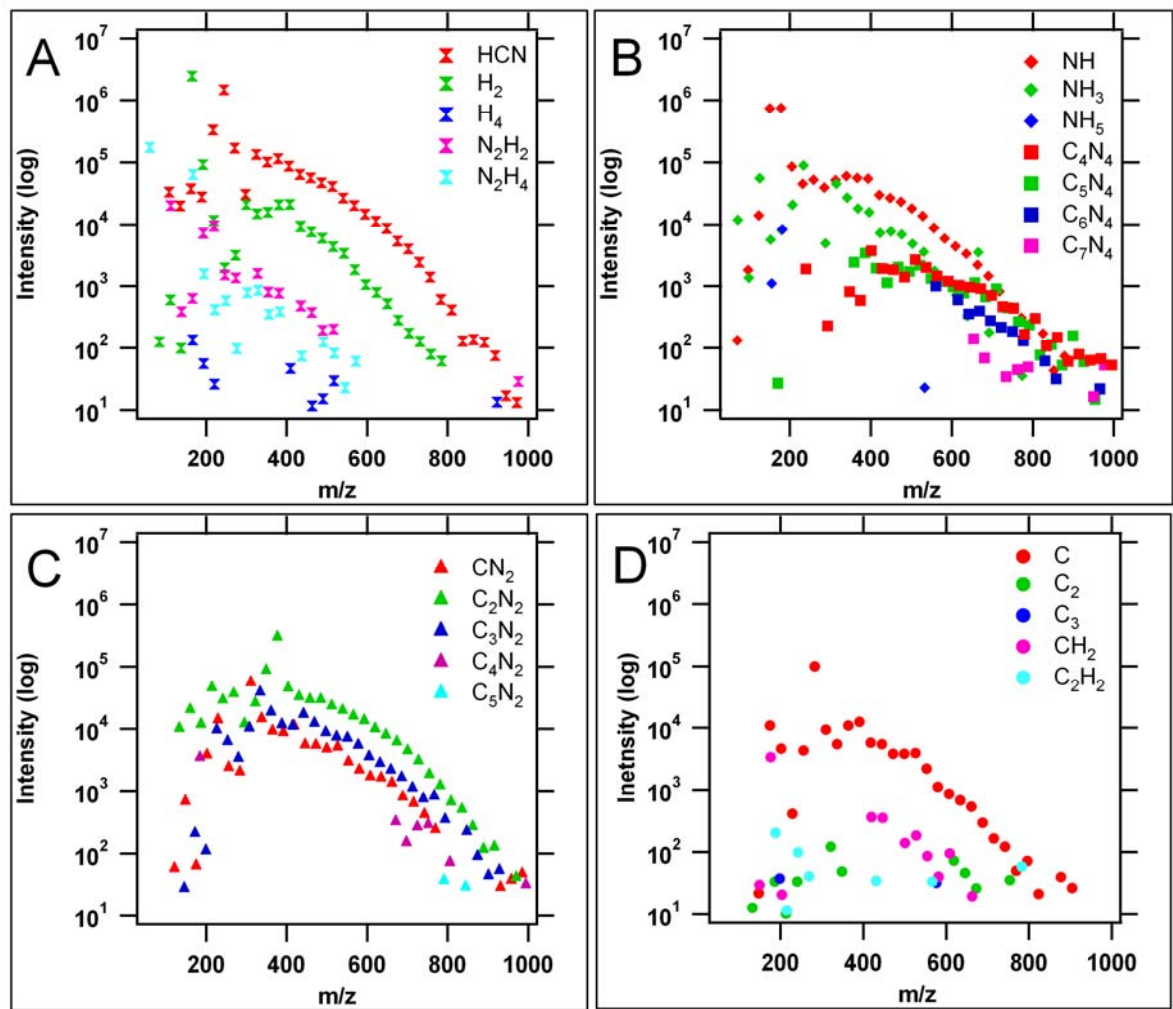 A
10⁷
10⁶
10⁵
10⁴
10³
10²
10¹
Intensity (log)
HCN
H₂
H₄
N₂H₂
N₂H₄
200 400 600 800 1000
m/z
B
10⁷
10⁶
10⁵
10⁴
10³
10²
10¹
Intensity (log)
NH
NH₃
NH₅
C₄N₄
C₅N₄
C₆N₄
C₇N₄
200 400 600 800 1000
m/z
C
10⁷
10⁶
10⁵
10⁴
10³
10²
10¹
Intensity (log)
CN₂
C₂N₂
C₃N₂
C₄N₂
C₅N₂
200 400 600 800 1000
m/z
D
10⁷
10⁶
10⁵
10⁴
10³
10²
10¹
Inetnsity (log)
C
C₂
C₃
CH₂
C₂H₂
200 400 600 800 1000
m/z